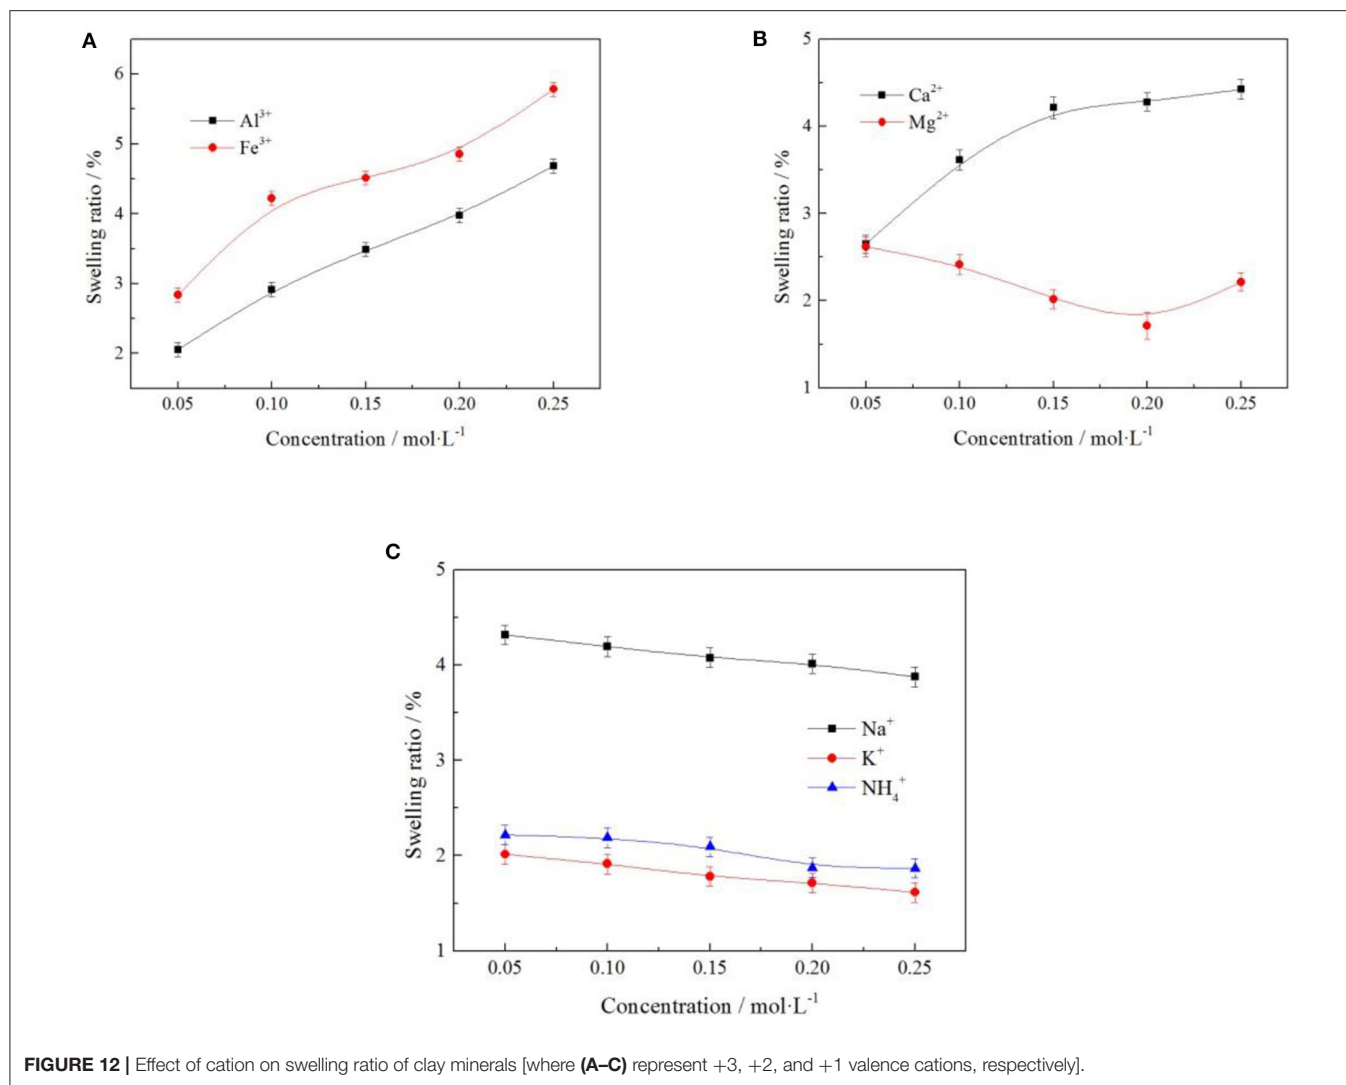 A
Swelling ratio / %
6
5
4
3
2
Al³⁺
Fe³⁺
0.05 0.10 0.15 0.20 0.25
Concentration / mol·L⁻¹
B
Swelling ratio / %
5
4
3
2
1
Ca²⁺
Mg²⁺
0.05 0.10 0.15 0.20 0.25
Concentration / mol·L⁻¹
C
Swelling ratio / %
5
4
3
2
1
Na⁺
K⁺
NH₄⁺
0.05 0.10 0.15 0.20 0.25
Concentration / mol·L⁻¹
FIGURE 12 | Effect of cation on swelling ratio of clay minerals [where (A–C) represent +3, +2, and +1 valence cations, respectively].